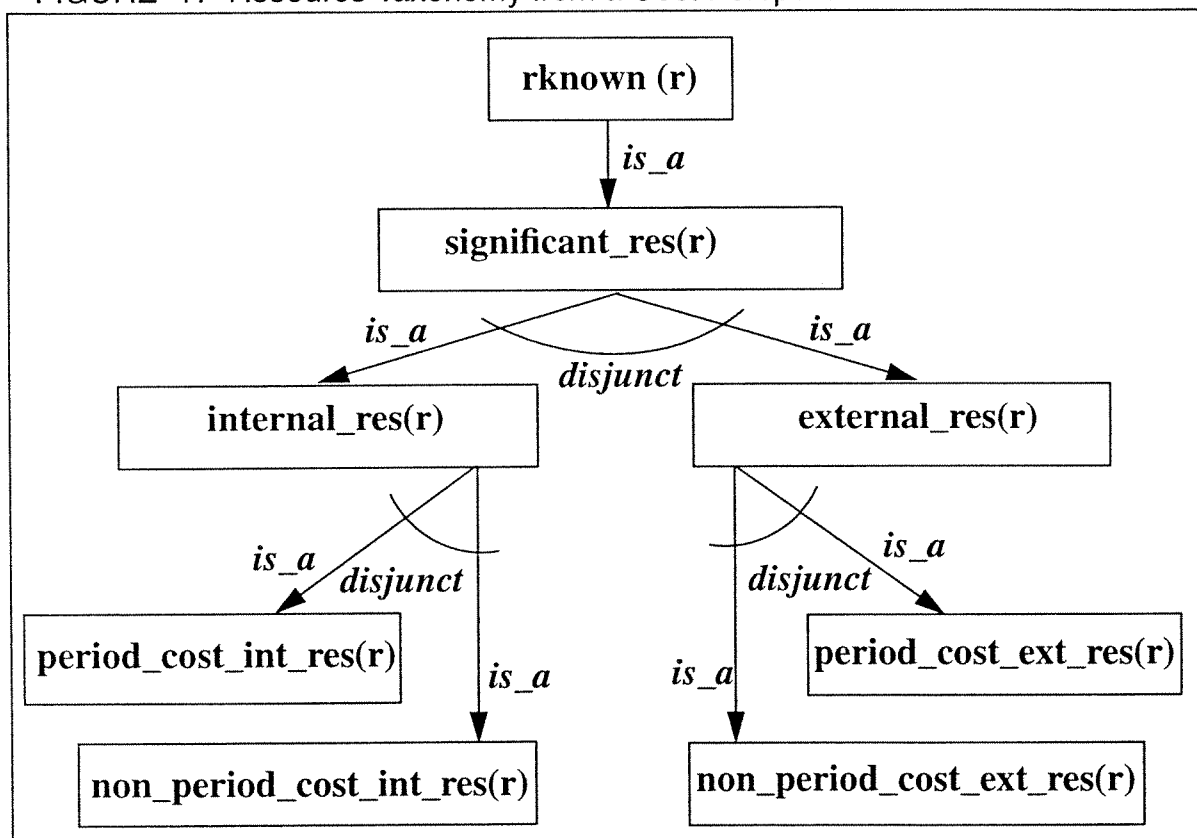 rknown (r)
is_a
significant_res(r)
is_a
is_a
disjunct
internal_res(r)
external_res(r)
is_a
disjunct
is_a
disjunct
period_cost_int_res(r)
period_cost_ext_res(r)
is_a
is_a
non_period_cost_int_res(r)
non_period_cost_ext_res(r)